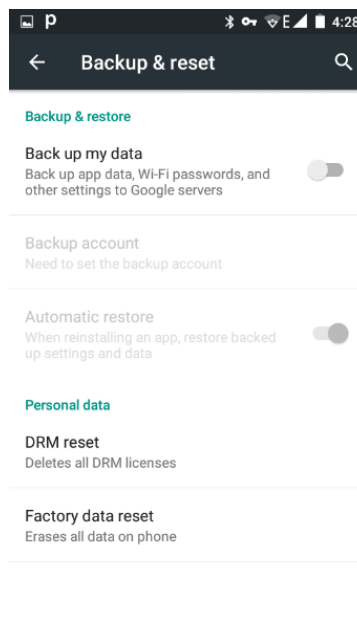 p E 4:28
Backup & reset
Backup & restore
Back up my data
Back up app data, Wi-Fi passwords, and
other settings to Google servers
Backup account
Need to set the backup account
Automatic restore
When reinstalling an app, restore backed
up settings and data
Personal data
DRM reset
Deletes all DRM licenses
Factory data reset
Erases all data on phone